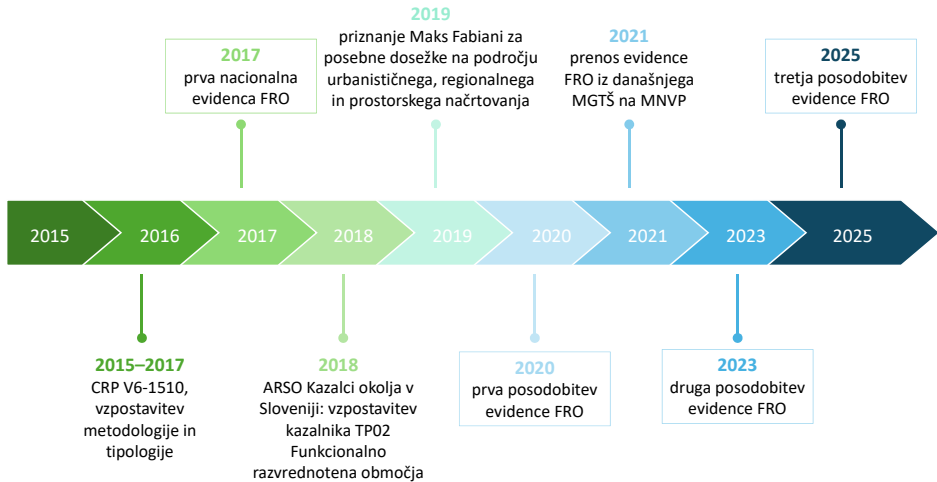 2017
prva nacionalna
evidenca FRO
2019
priznanje Maks Fabiani za
posebne dosežke na področju
urbanističnega, regionalnega
in prostorskega načrtovanja
2021
prenos evidence
FRO iz današnjega
MGTŠ na MNVP
2025
tretja posodobitev
evidence FRO
2015
2016
2017
2018
2019
2020
2021
2023
2025
2015–2017
CRP V6-1510,
vzpostavitev
metodologije in
tipologije
2018
ARSO Kazalci okolja v
Sloveniji: vzpostavitev
kazalnika TP02
Funkcionalno
razvrednotena območja
2020
prva posodobitev
evidence FRO
2023
druga posodobitev
evidence FRO